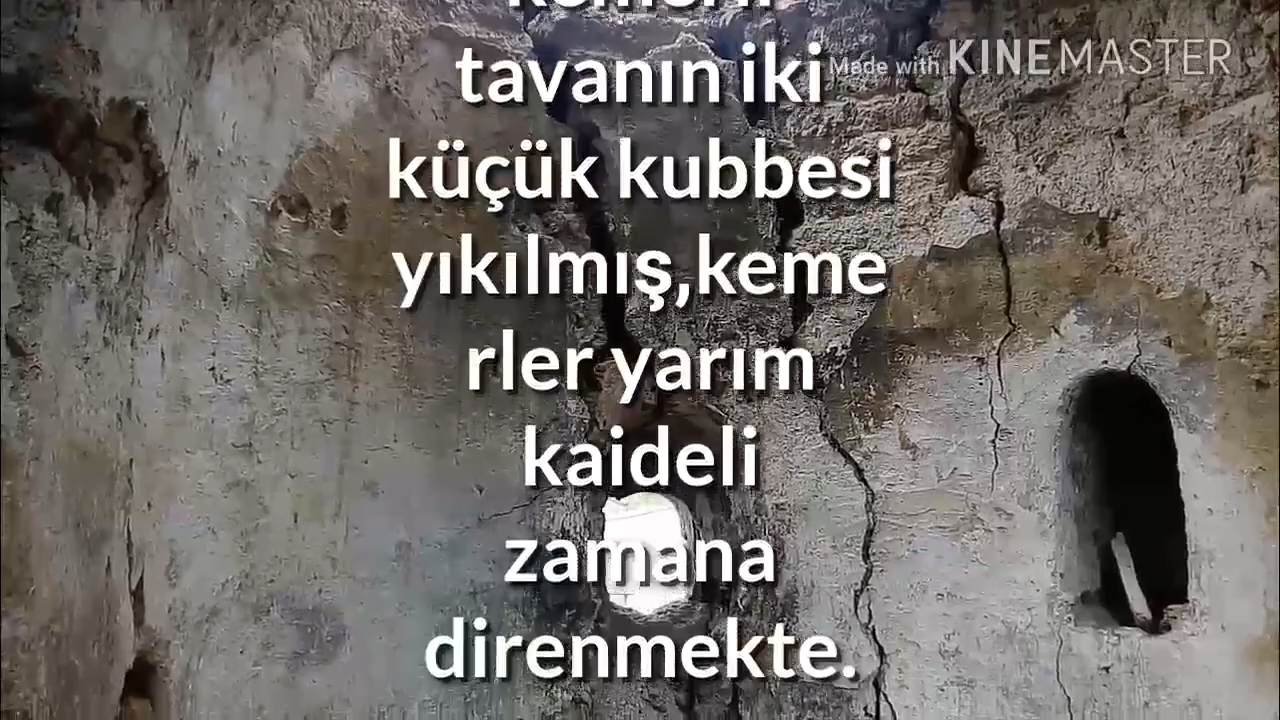 Made with KINEMASTER
tavanın iki
küçük kubbesi
yıkılmış,keme
rler yarım
kaideli
zamana
direnmekte.